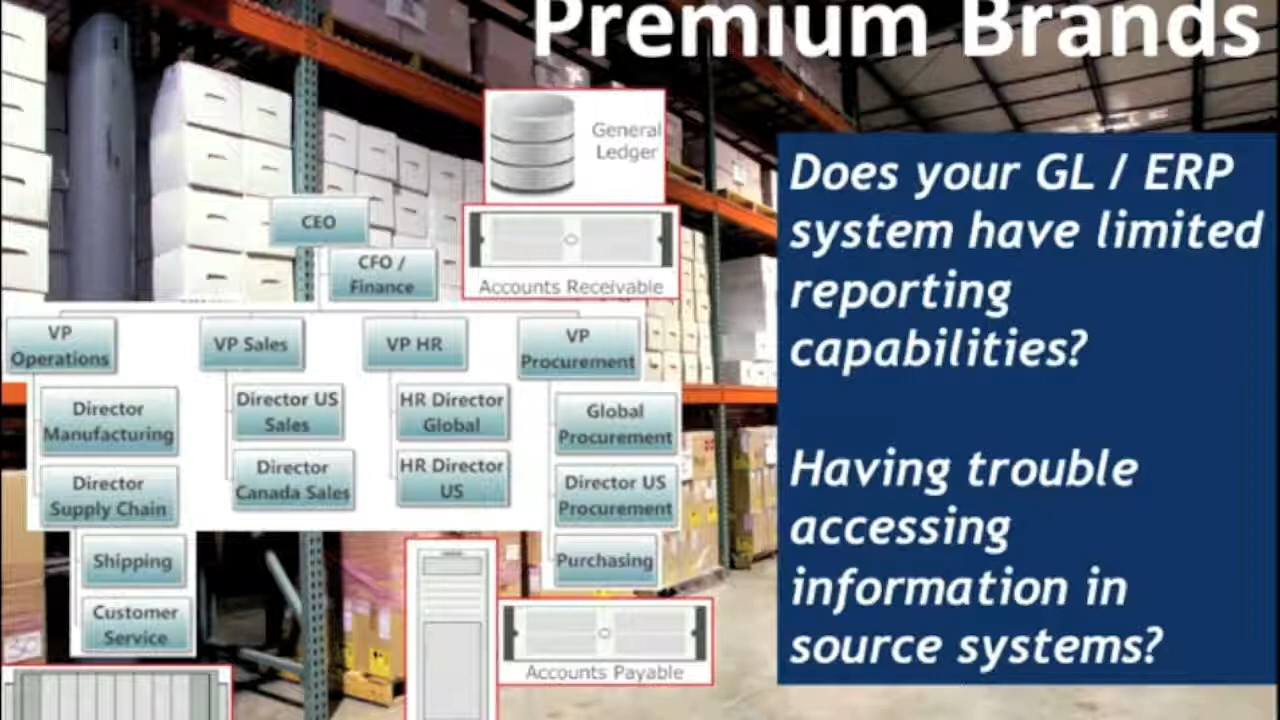 Premium Brands
General
Ledger
Accounts Receivable
CEO
CFO /
Finance
VP
Operations
VP Sales
VP HR
VP
Procurement
Director
Manufacturing
Director
Supply Chain
Shipping
Customer
Service
Director US
Sales
Director
Canada Sales
HR Director
Global
HR Director
US
Global
Procurement
Director US
Procurement
Purchasing
Accounts Payable
Does your GL / ERP
system have limited
reporting
capabilities?
Having trouble
accessing
information in
source systems?